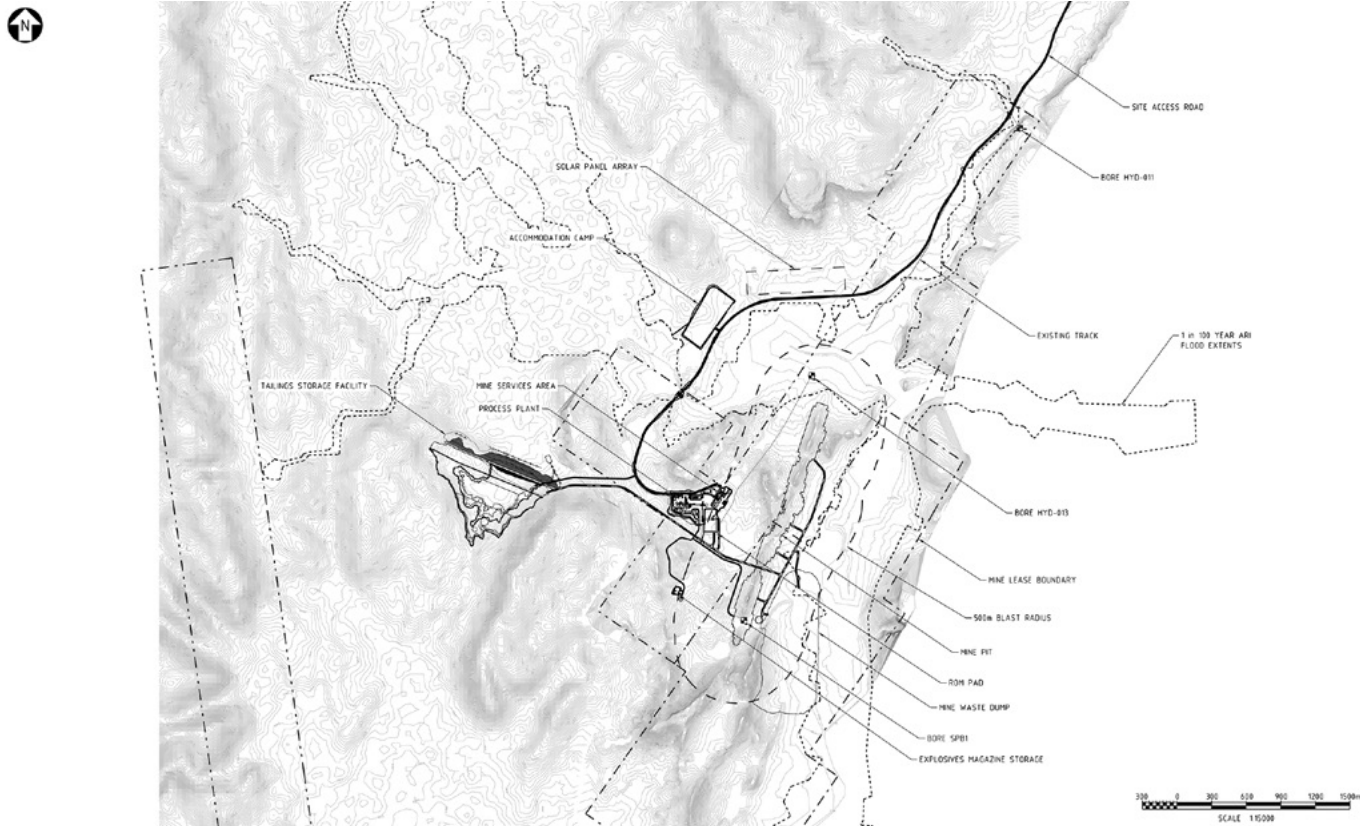 N
SITE ACCESS ROAD
BORE HYD-011
SOLAR PANEL ARRAY
ACCOMMODATION CAMP
EXISTING TRACK
1 in 100 YEAR ARI
FLOOD EXTENTS
TAILINGS STORAGE FACILITY
MINE SERVICES AREA
PROCESS PLANT
BORE HYD-013
MINE LEASE BOUNDARY
500m BLAST RADIUS
MINE PIT
ROM PAD
MINE WASTE DUMP
BORE SPB1
EXPLOSIVES MAGAZINE STORAGE
300 0 300 600 900 1200 1500m
SCALE 1:15000